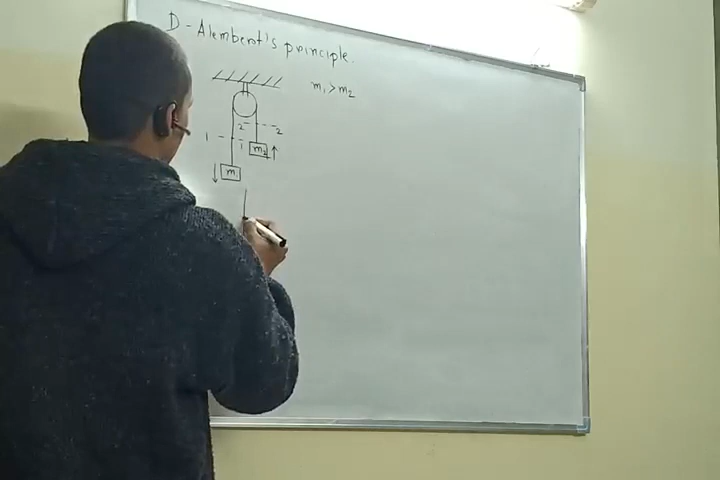 D-Alembert's principle.
m₁ > m₂
2 - 2
1 1
m₂
m